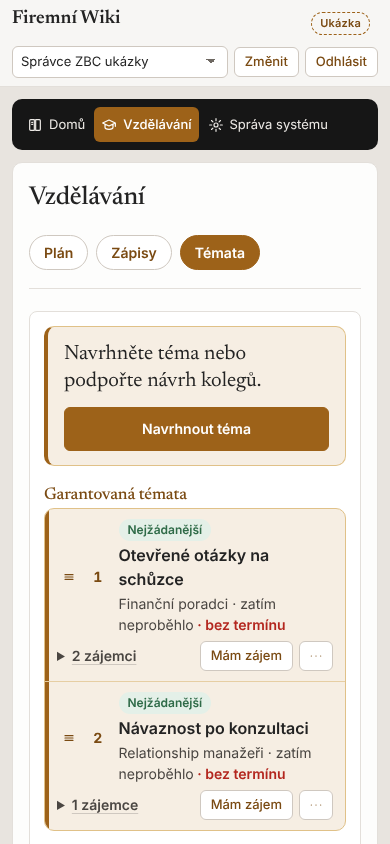 Firemní Wiki
Ukázka
Správce ZBC ukázky
Změnit
Odhlásit
Domů
Vzdělávání
Správa systému
Vzdělávání
Plán
Zápisy
Témata
Navrhněte téma nebo
podpořte návrh kolegů.
Navrhnout téma
Garantovaná témata
Nejžádanější
1
Otevřené otázky na
schůzce
Finanční poradci · zatím
neproběhlo · bez termínu
2 zájemci
Mám zájem
...
Nejžádanější
2
Návaznost po konzultaci
Relationship manažeři · zatím
neproběhlo · bez termínu
1 zájemce
Mám zájem
...